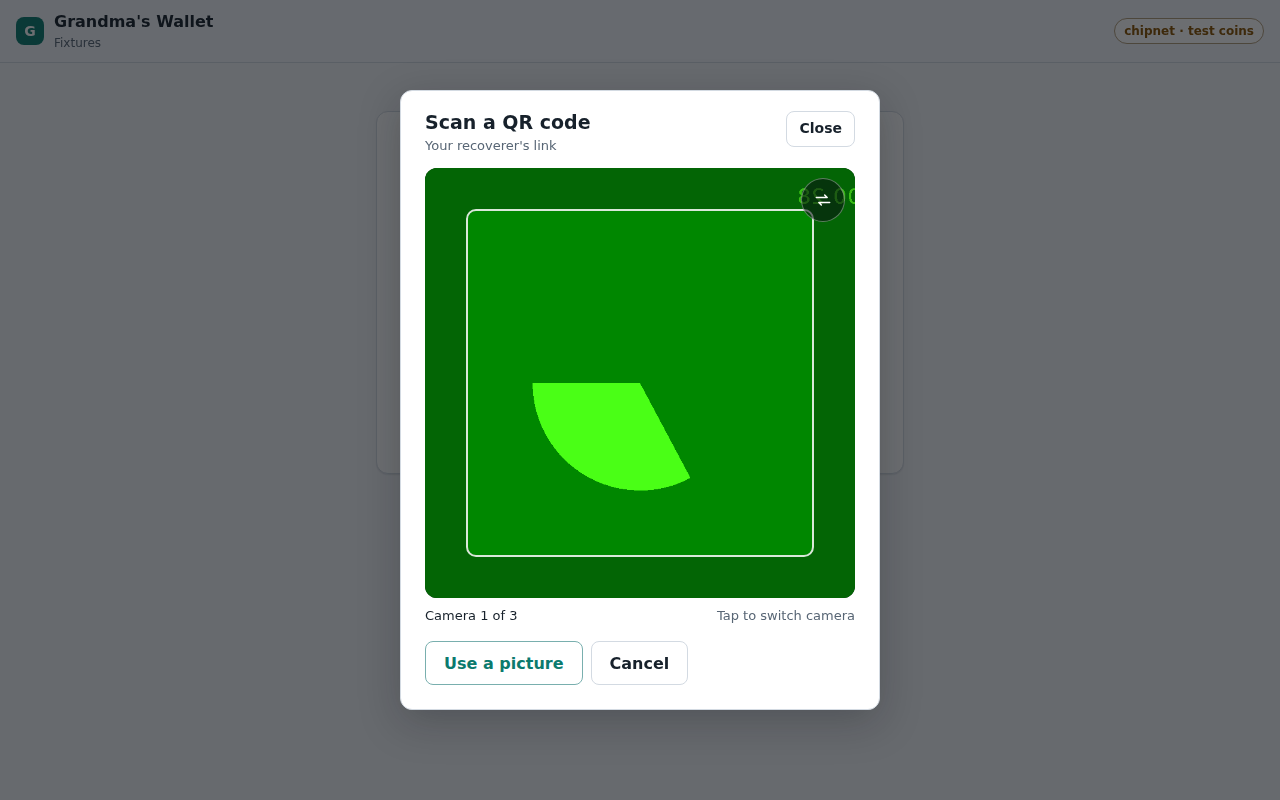 G
Grandma's Wallet
Fixtures
chipnet · test coins
Scan a QR code
Your recoverer's link
Close
Camera 1 of 3
Tap to switch camera
Use a picture
Cancel